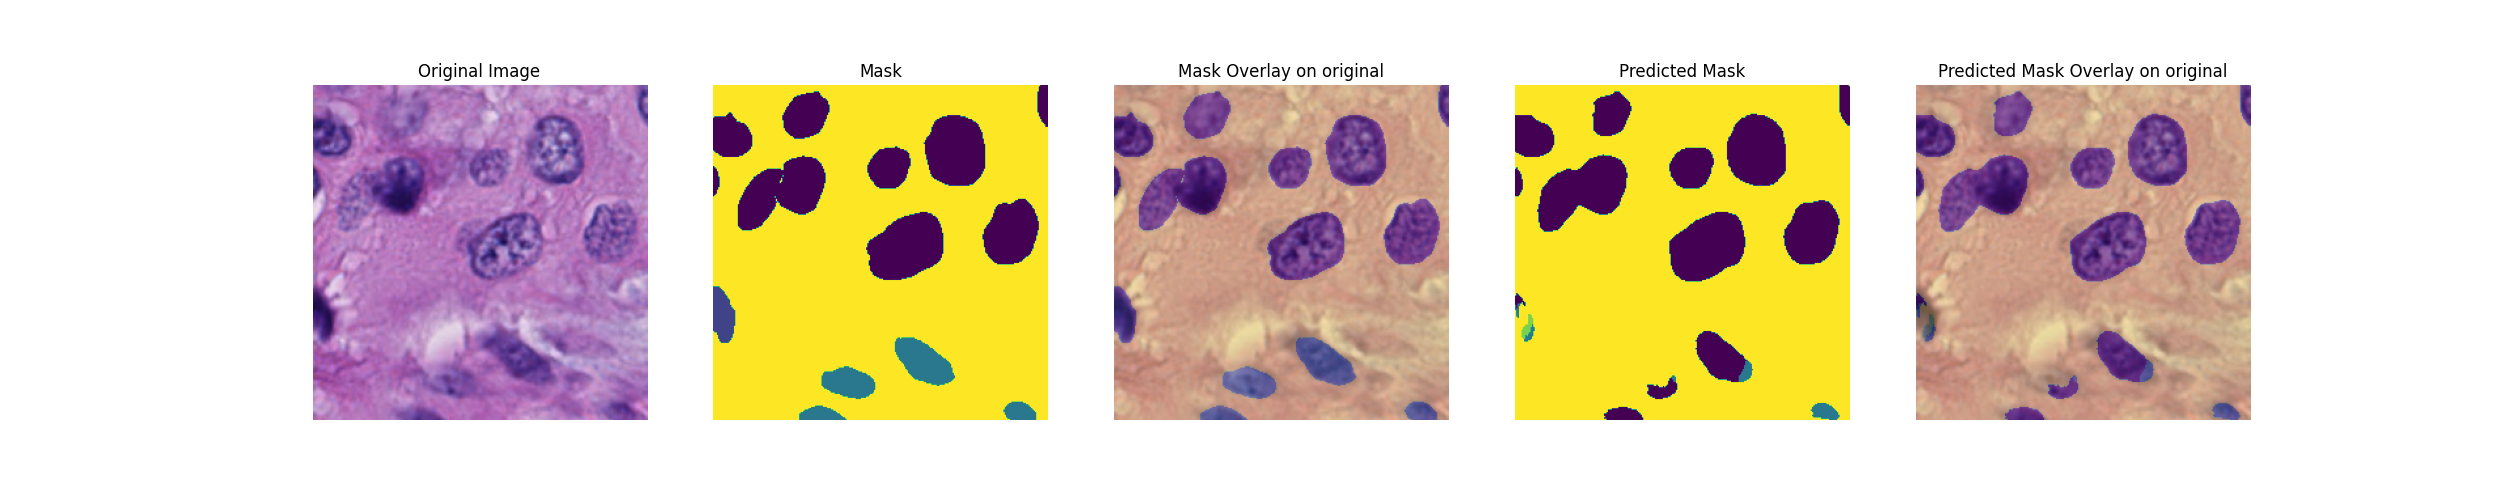 Original Image
Mask
Mask Overlay on original
Predicted Mask
Predicted Mask Overlay on original